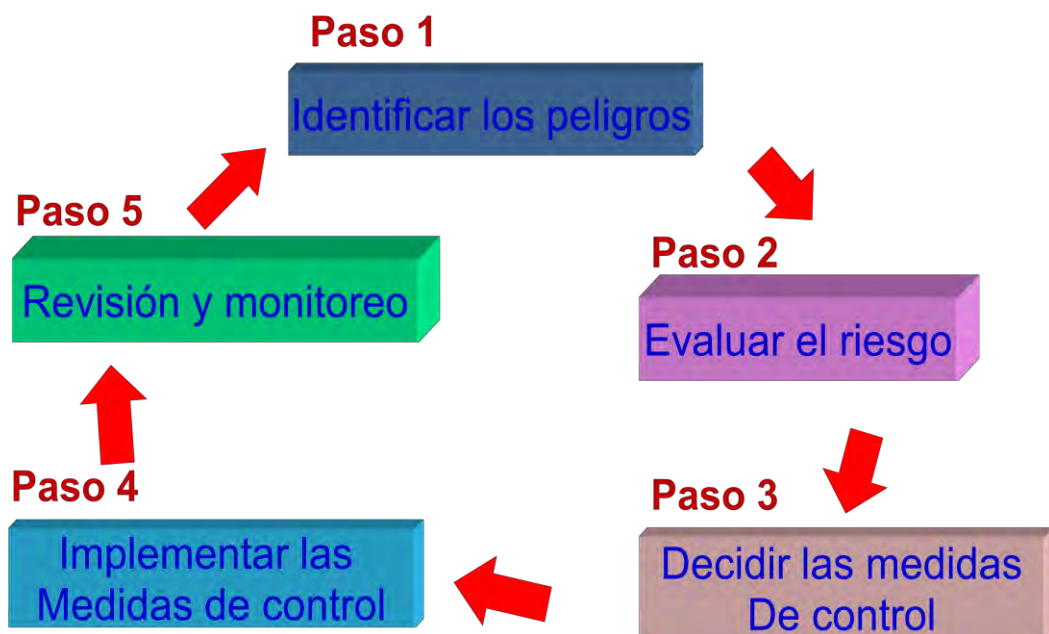 Paso 1
Identificar los peligros
Paso 2
Evaluar el riesgo
Paso 3
Decidir las medidas
De control
Paso 4
Implementar las
Medidas de control
Paso 5
Revisión y monitoreo